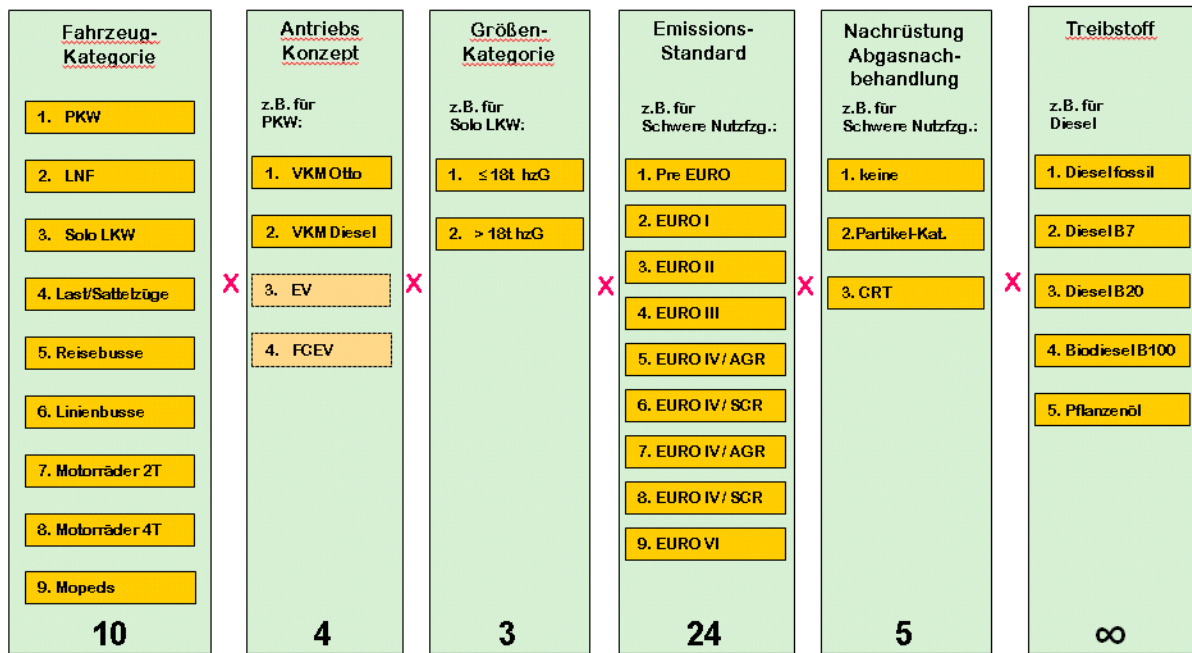 Fahrzeug-
Kategorie
1. PKW
2. LNF
3. Solo LKW
4. Last/Sattelzüge
5. Reisebusse
6. Linienbusse
7. Motorräder 2T
8. Motorräder 4T
9. Mopeds
10
x
Antriebs
Konzept
z.B. für
PKW:
1. VKM Otto
2. VKM Diesel
3. EV
4. FCEV
4
x
Größen-
Kategorie
z.B. für
Solo LKW:
1. ≤ 18t hzG
2. > 18t hzG
3
x
Emissions-
Standard
z.B. für
Schwere Nutzfzg.:
1. Pre EURO
2. EURO I
3. EURO II
4. EURO III
5. EURO IV / AGR
6. EURO IV / SCR
7. EURO IV / AGR
8. EURO IV / SCR
9. EURO VI
24
x
Nachrüstung
Abgasnach-
behandlung
z.B. für
Schwere Nutzfzg.:
1. keine
2.Partikel-Kat.
3. CRT
5
x
Treibstoff
z.B. für
Diesel
1. Diesel fossil
2. Diesel B7
3. Diesel B20
4. Biodiesel B100
5. Pflanzenöl
∞